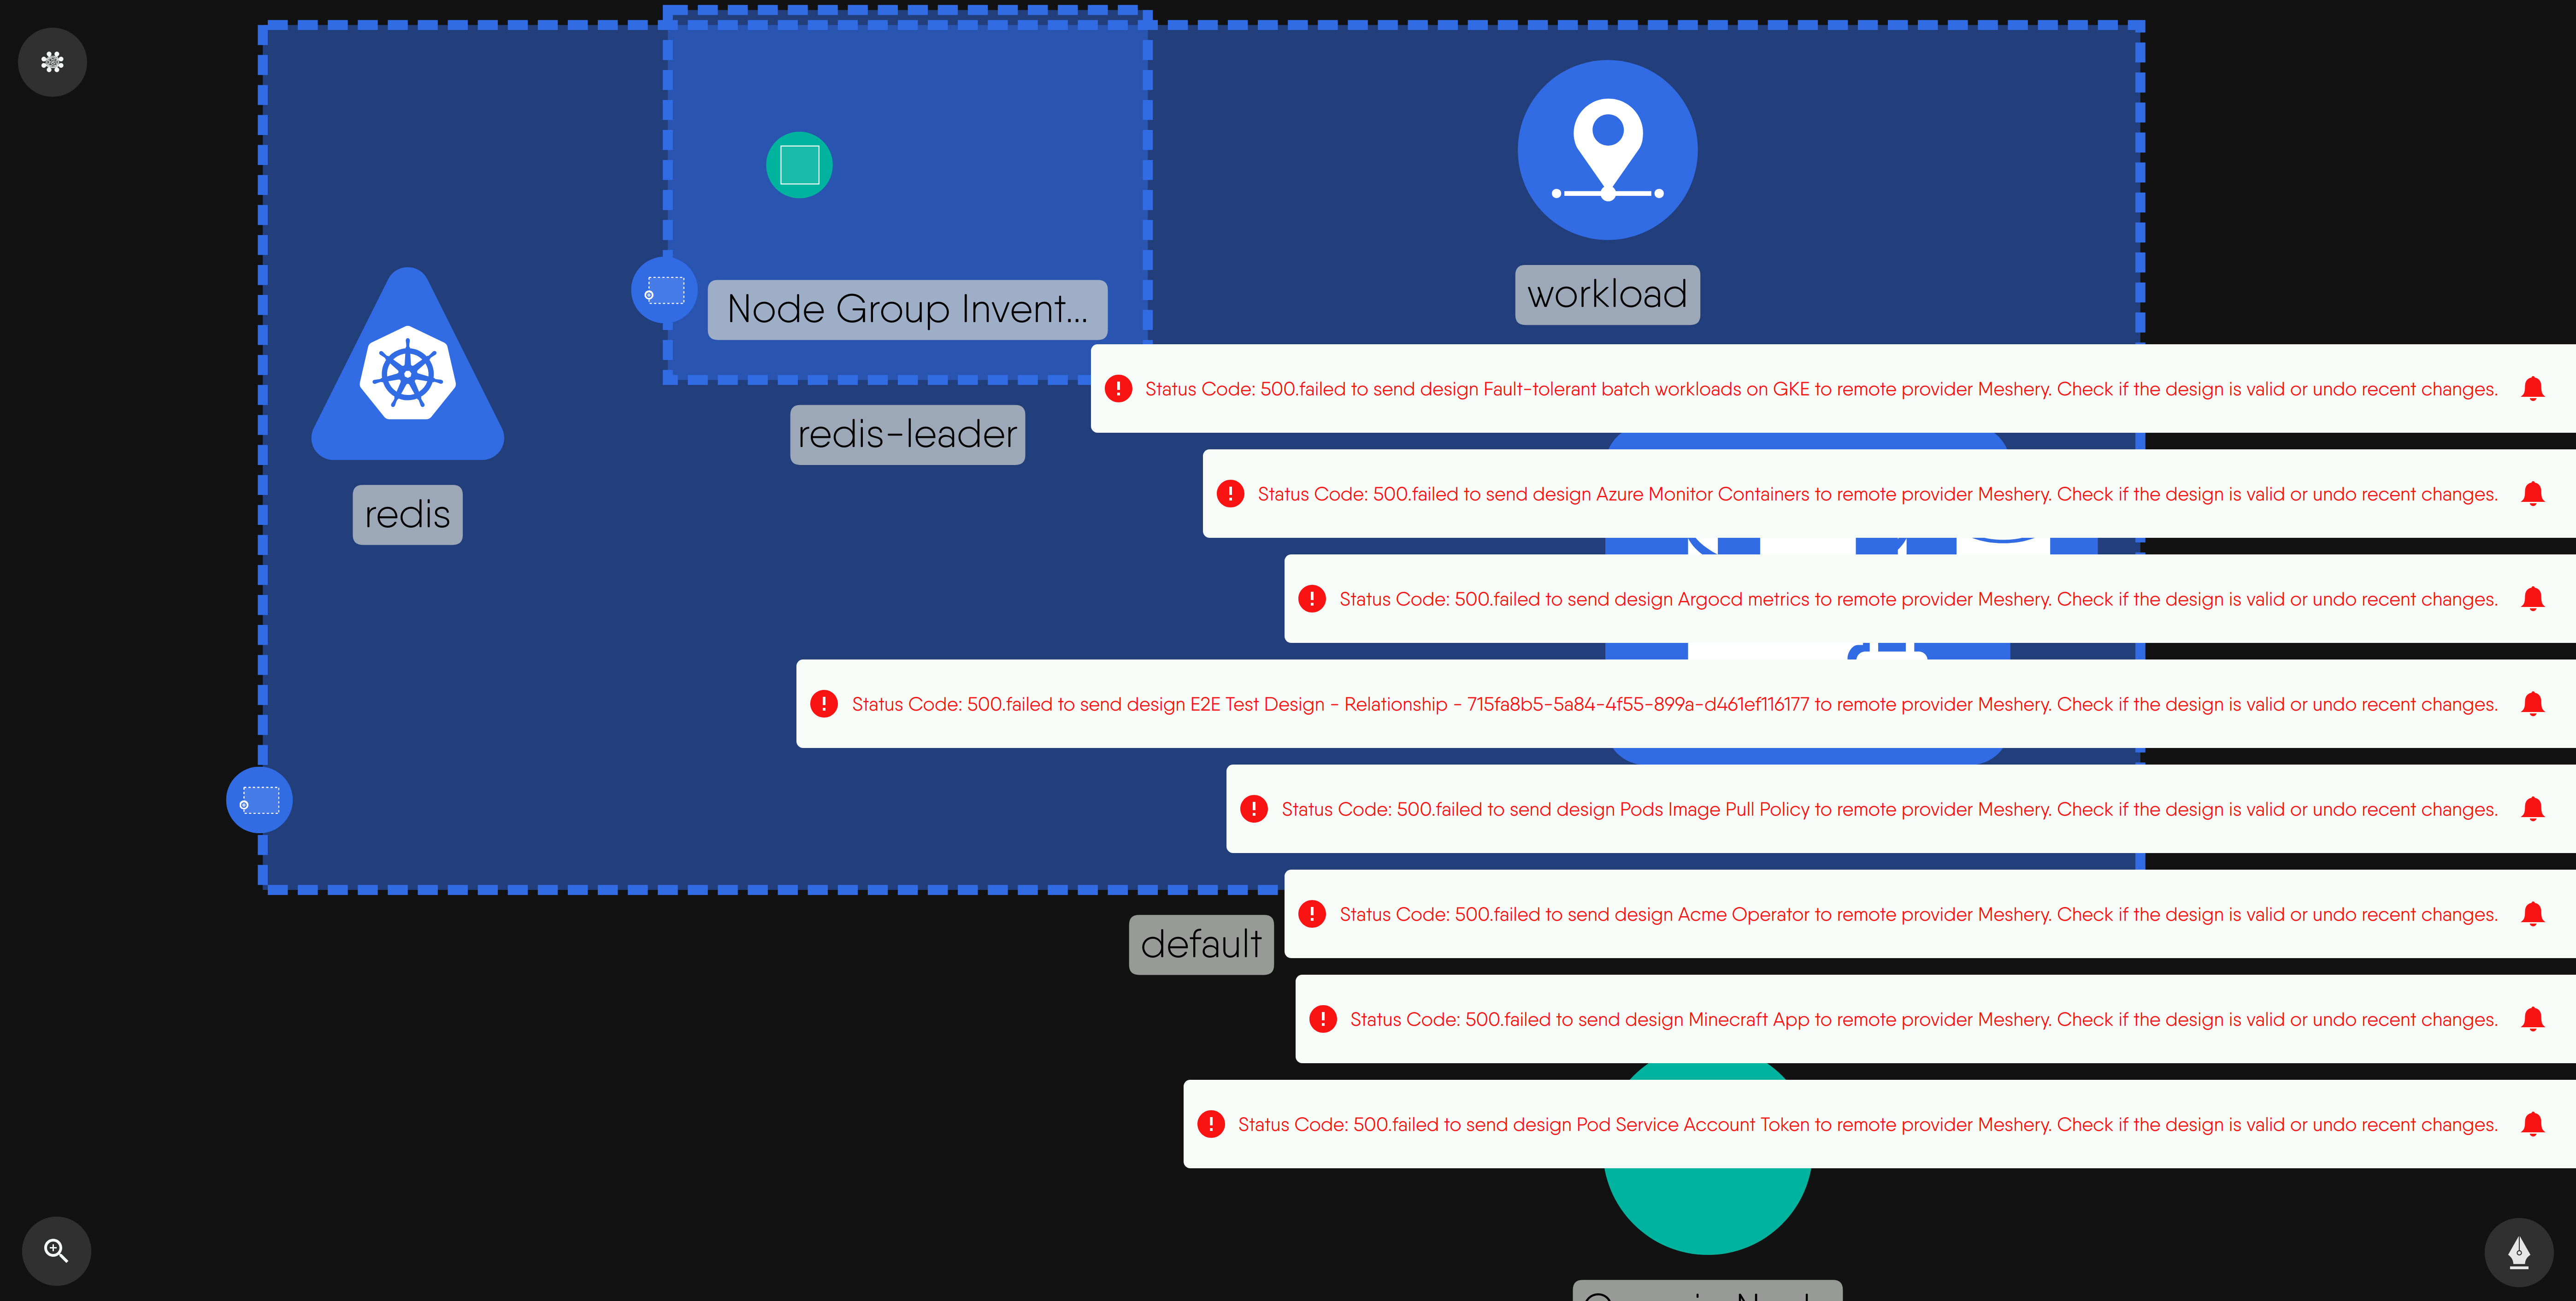 Node Group Invent...
workload
redis-leader
redis
Status Code: 500.failed to send design Fault-tolerant batch workloads on GKE to remote provider Meshery. Check if the design is valid or undo recent changes.
Status Code: 500.failed to send design Azure Monitor Containers to remote provider Meshery. Check if the design is valid or undo recent changes.
Status Code: 500.failed to send design Argocd metrics to remote provider Meshery. Check if the design is valid or undo recent changes.
Status Code: 500.failed to send design E2E Test Design - Relationship - 715fa8b5-5a84-4f55-899a-d461ef116177 to remote provider Meshery. Check if the design is valid or undo recent changes.
Status Code: 500.failed to send design Pods Image Pull Policy to remote provider Meshery. Check if the design is valid or undo recent changes.
Status Code: 500.failed to send design Acme Operator to remote provider Meshery. Check if the design is valid or undo recent changes.
default
Status Code: 500.failed to send design Minecraft App to remote provider Meshery. Check if the design is valid or undo recent changes.
Status Code: 500.failed to send design Pod Service Account Token to remote provider Meshery. Check if the design is valid or undo recent changes.